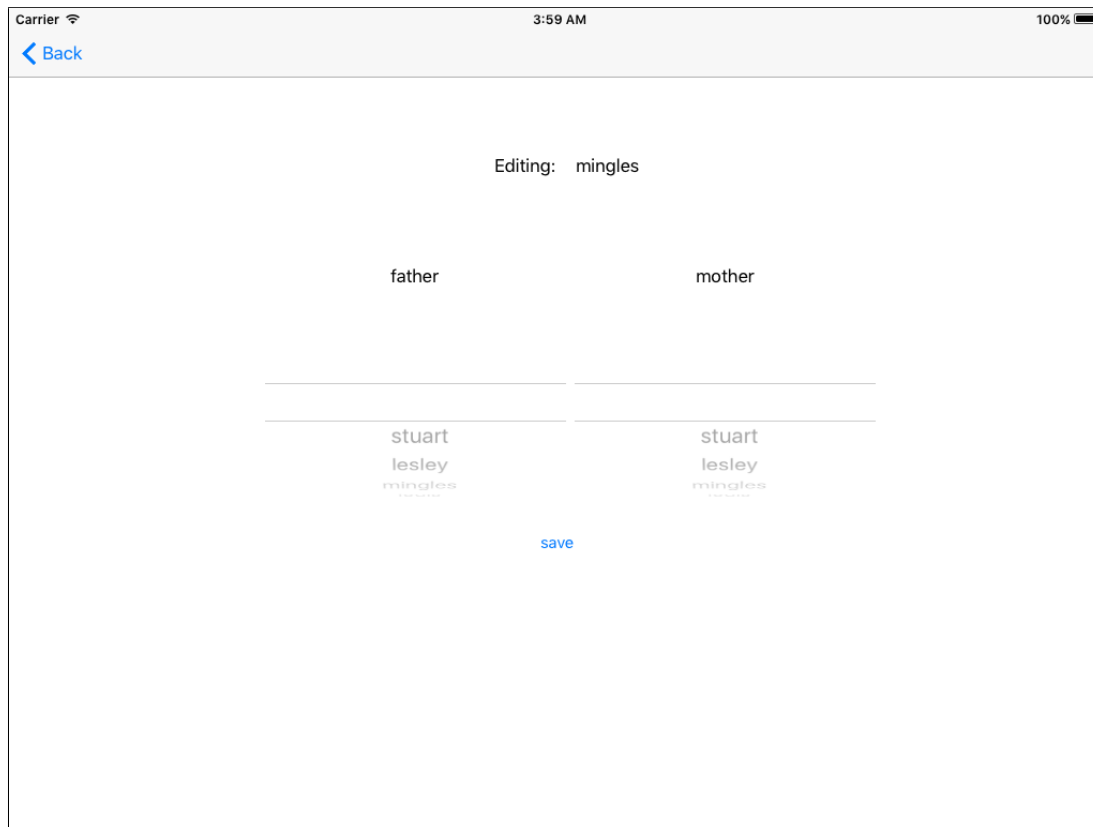 Carrier 3:59 AM 100%
Back
Editing: mingles
father mother
stuart stuart
lesley lesley
mingles mingles
save